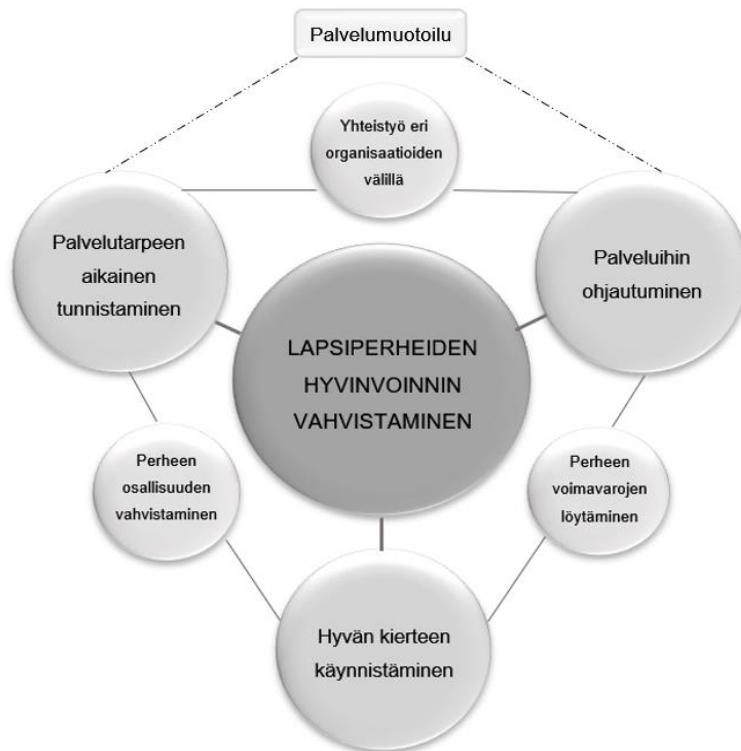 Palvelumuotoilu
Yhteistyö eri
organisaatioiden
välillä
Palvelutarpeen
aikainen
tunnistaminen
Palveluihin
ohjautuminen
LAPSIPERHEIDEN
HYVINVOINNIN
VAHVISTAMINEN
Perheen
osallisuuden
vahvistaminen
Perheen
voimavarojen
löytäminen
Hyvän kierteen
käynnistäminen